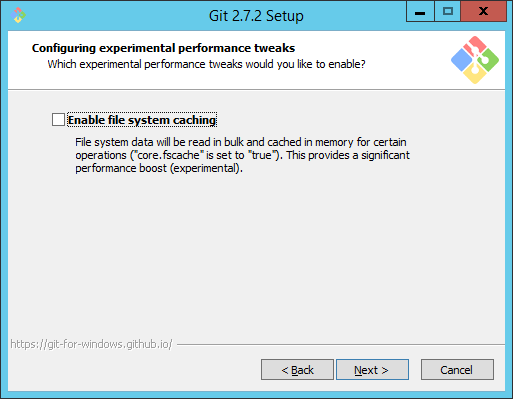 Git 2.7.2 Setup
Configuring experimental performance tweaks
Which experimental performance tweaks would you like to enable?
Enable file system caching
File system data will be read in bulk and cached in memory for certain
operations ("core.fscache" is set to "true"). This provides a significant
performance boost (experimental).
https://git-for-windows.github.io/
< Back
Next >
Cancel